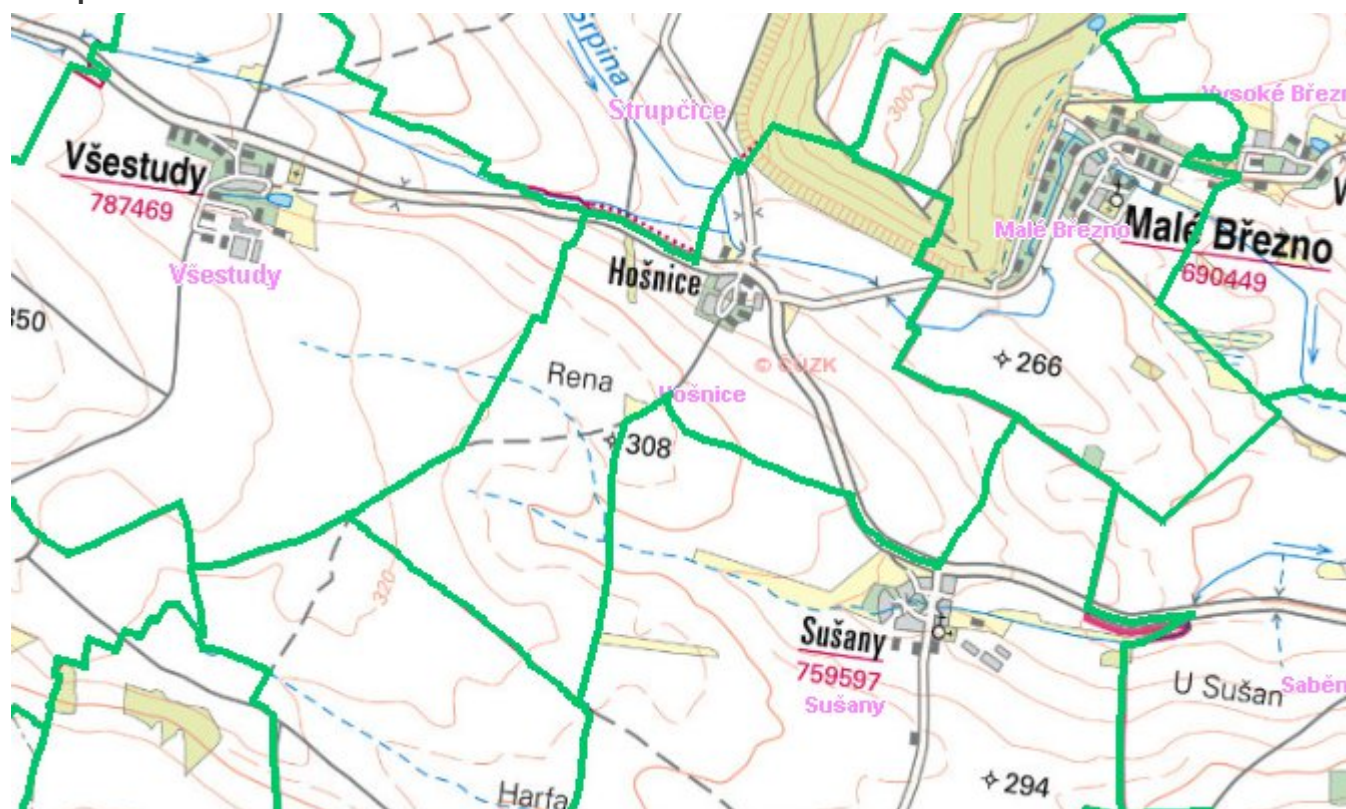 Srpina
Strupčice
300
Vysoké Březn
Všestudy
787469
Malé Březno
Malé Březno
690449
V
Všestudy
Hošnice
350
© ČÚZK
266
Rena
Hošnice
308
320
Sušany
759597
Sušany
U Sušan
Saběn
294
Harfa